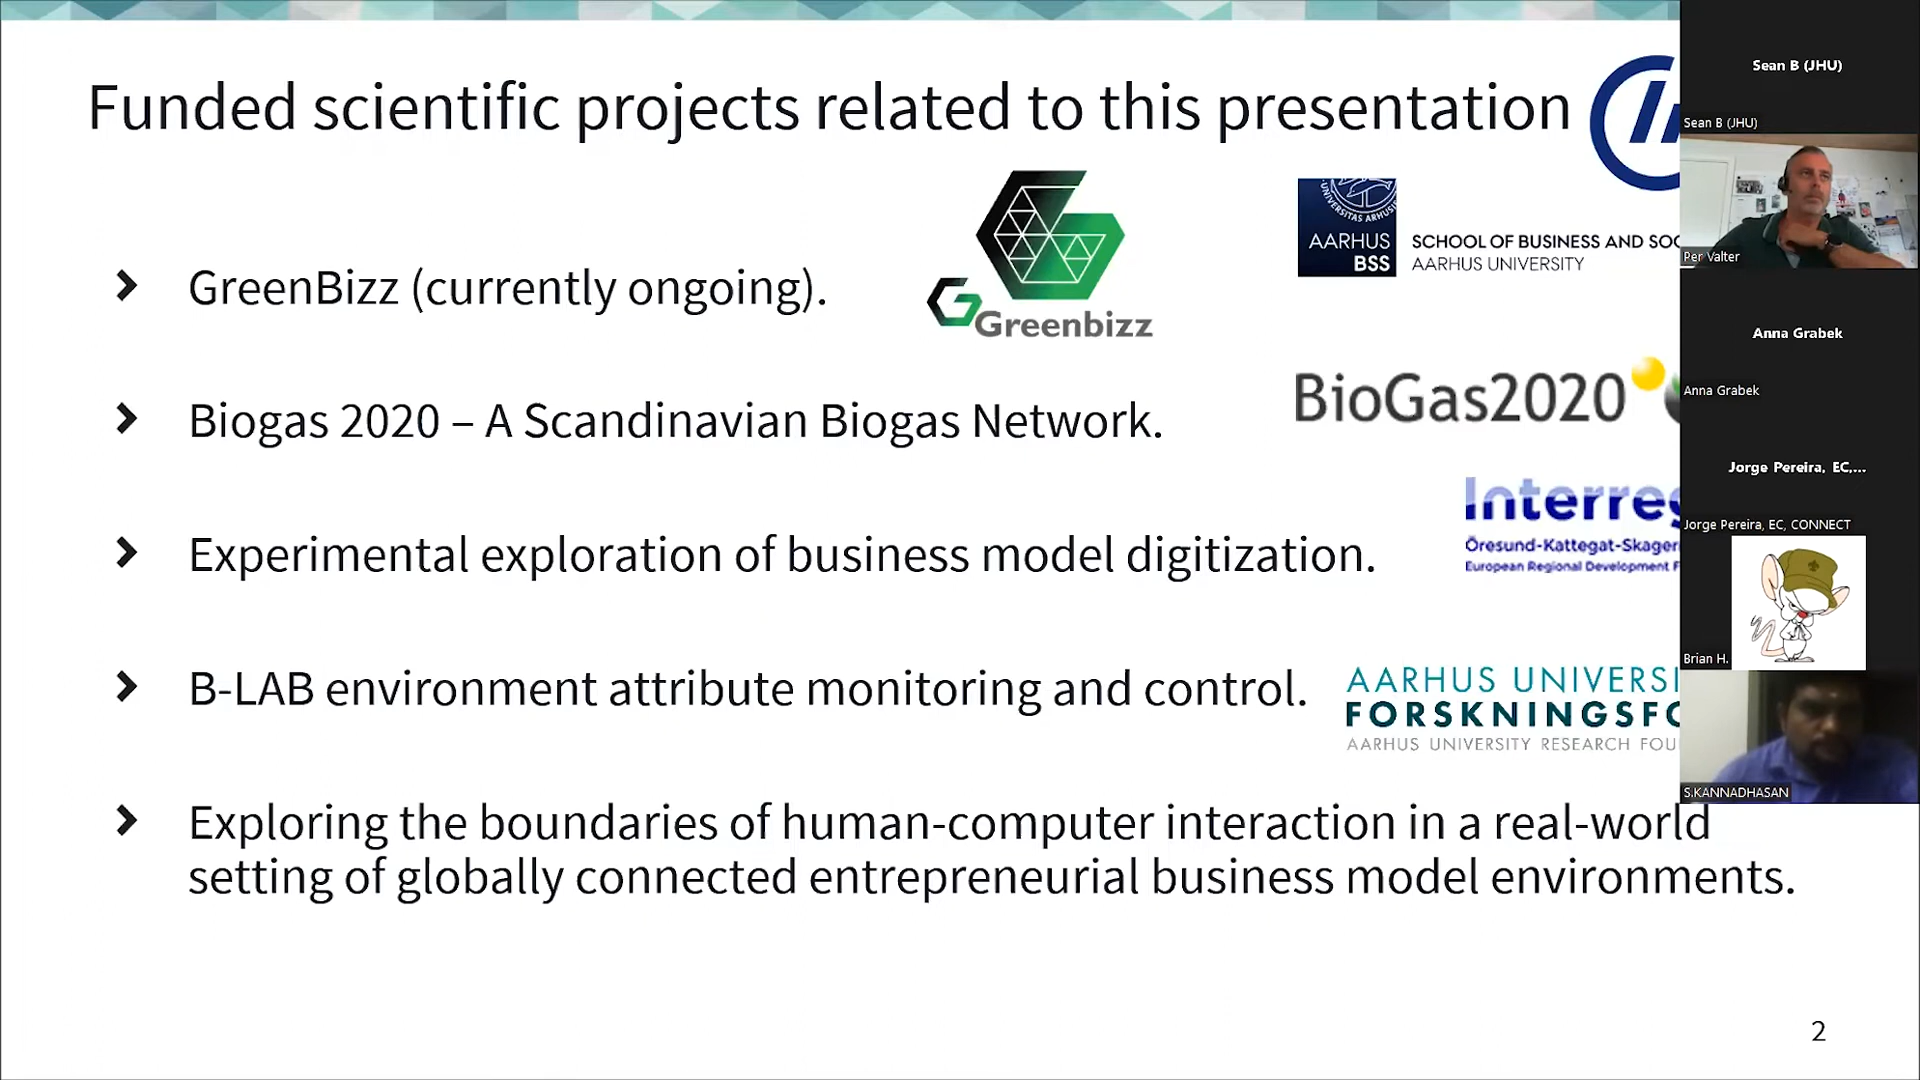 Funded scientific projects related to this presentation
UNIVERSITAS ARHUSI
AARHUS
BSS
SCHOOL OF BUSINESS AND SOC
AARHUS UNIVERSITY
GreenBizz (currently ongoing).
Greenbizz
Biogas 2020 – A Scandinavian Biogas Network.
BioGas2020
Experimental exploration of business model digitization.
Interreg
Öresund-Kattegat-Skager
European Regional Development F
B-LAB environment attribute monitoring and control.
AARHUS UNIVERSI
FORSKNINGSFO
AARHUS UNIVERSITY RESEARCH FOU
Exploring the boundaries of human-computer interaction in a real-world
setting of globally connected entrepreneurial business model environments.
2
Sean B (JHU)
Sean B (JHU)
Per Valter
Anna Grabek
Anna Grabek
Jorge Pereira, EC,...
Jorge Pereira, EC, CONNECT
Brian H.
S.KANNADHASAN